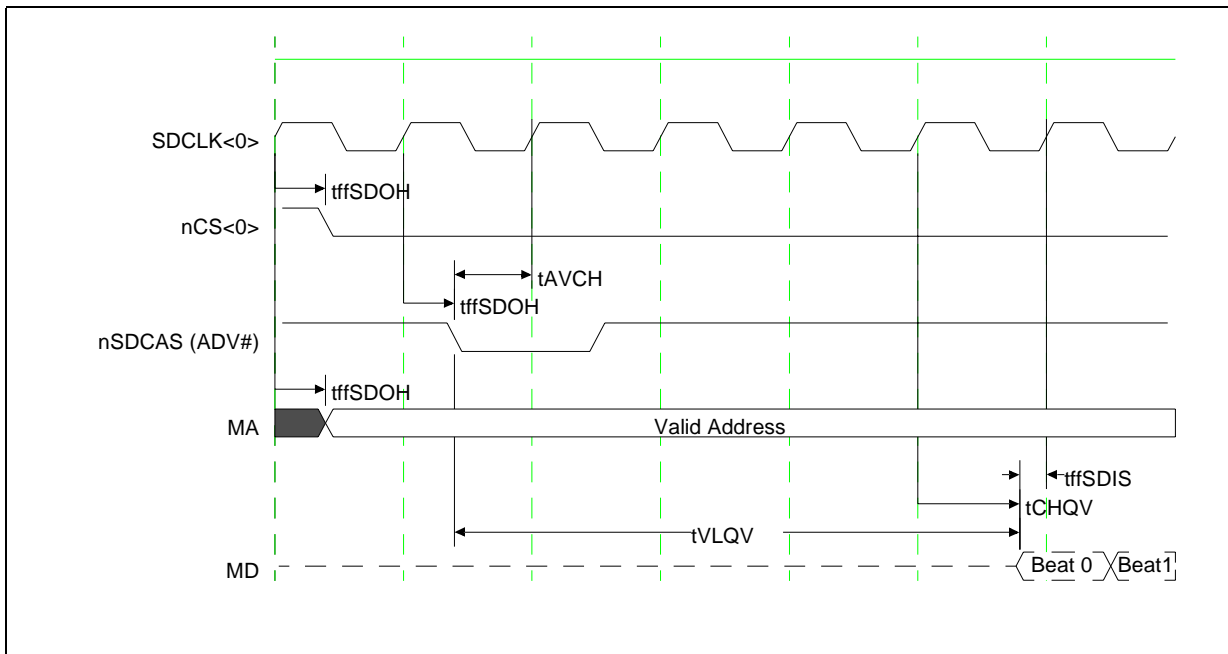 SDCLK<0>
tffSDOH
nCS<0>
tAVCH
tffSDOH
nSDCAS (ADV#)
tffSDOH
MA
Valid Address
tffSDIS
tCHQV
tVLQV
MD
Beat 0
Beat1